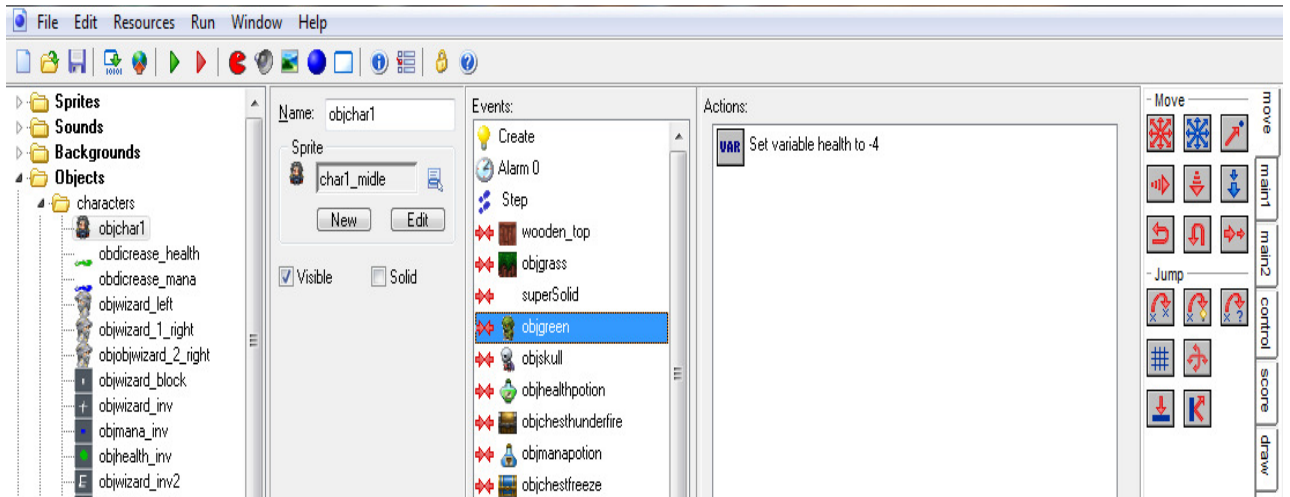 File Edit Resources Run Window Help
Sprites
Sounds
Backgrounds
Objects
characters
objchar1
obdicrease_health
obdicrease_mana
objwizard_left
objwizard_1_right
objobjwizard_2_right
objwizard_block
objwizard_inv
objmana_inv
objhealth_inv
objwizard_inv2
Name: objchar1
Sprite
char1_midle
New Edit
Visible Solid
Events:
Create
Alarm 0
Step
wooden_top
objgrass
superSolid
objgreen
objskull
objhealthpotion
objchesthunderfire
objmanapotion
objchestfreeze
Actions:
VAR Set variable health to -4
Move
Jump
move
main1
main2
control
score
draw